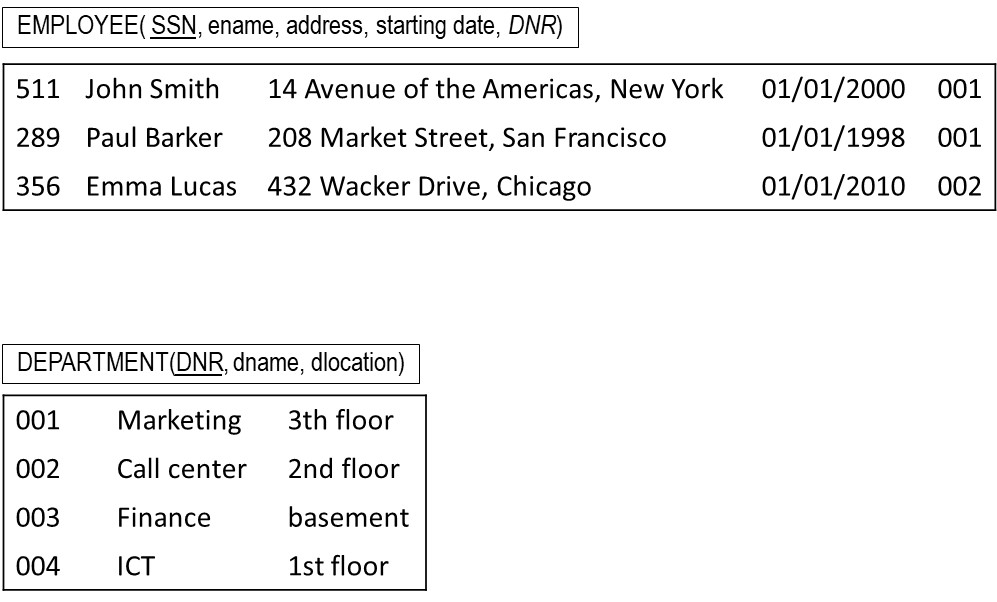 EMPLOYEE( SSN, ename, address, starting date, DNR)
511 John Smith 14 Avenue of the Americas, New York 01/01/2000 001
289 Paul Barker 208 Market Street, San Francisco 01/01/1998 001
356 Emma Lucas 432 Wacker Drive, Chicago 01/01/2010 002
DEPARTMENT(DNR, dname, dlocation)
001 Marketing 3th floor
002 Call center 2nd floor
003 Finance basement
004 ICT 1st floor